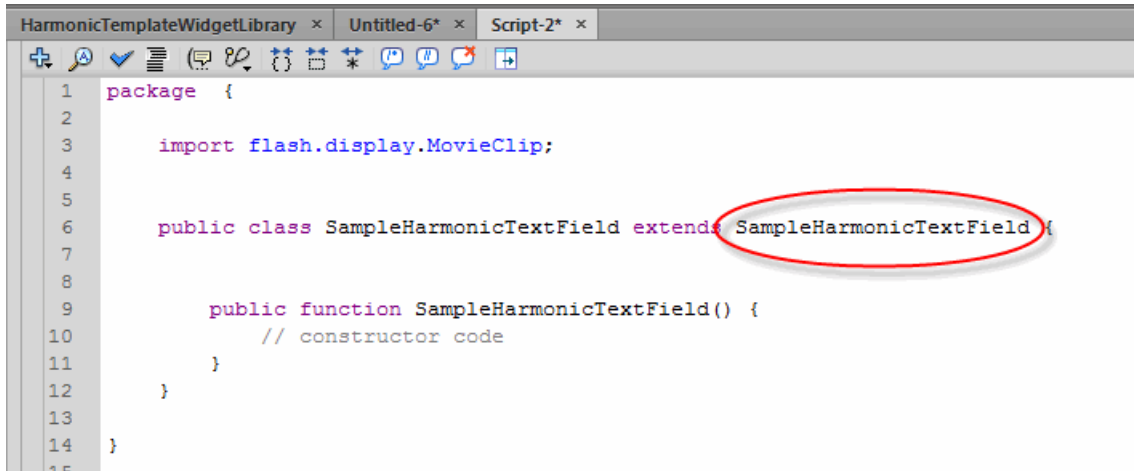 HarmonicTemplateWidgetLibrary × Untitled-6* × Script-2* ×
1 package {
2
3 import flash.display.MovieClip;
4
5
6 public class SampleHarmonicTextField extends SampleHarmonicTextField {
7
8
9 public function SampleHarmonicTextField() {
10 // constructor code
11 }
12 }
13
14 }
15